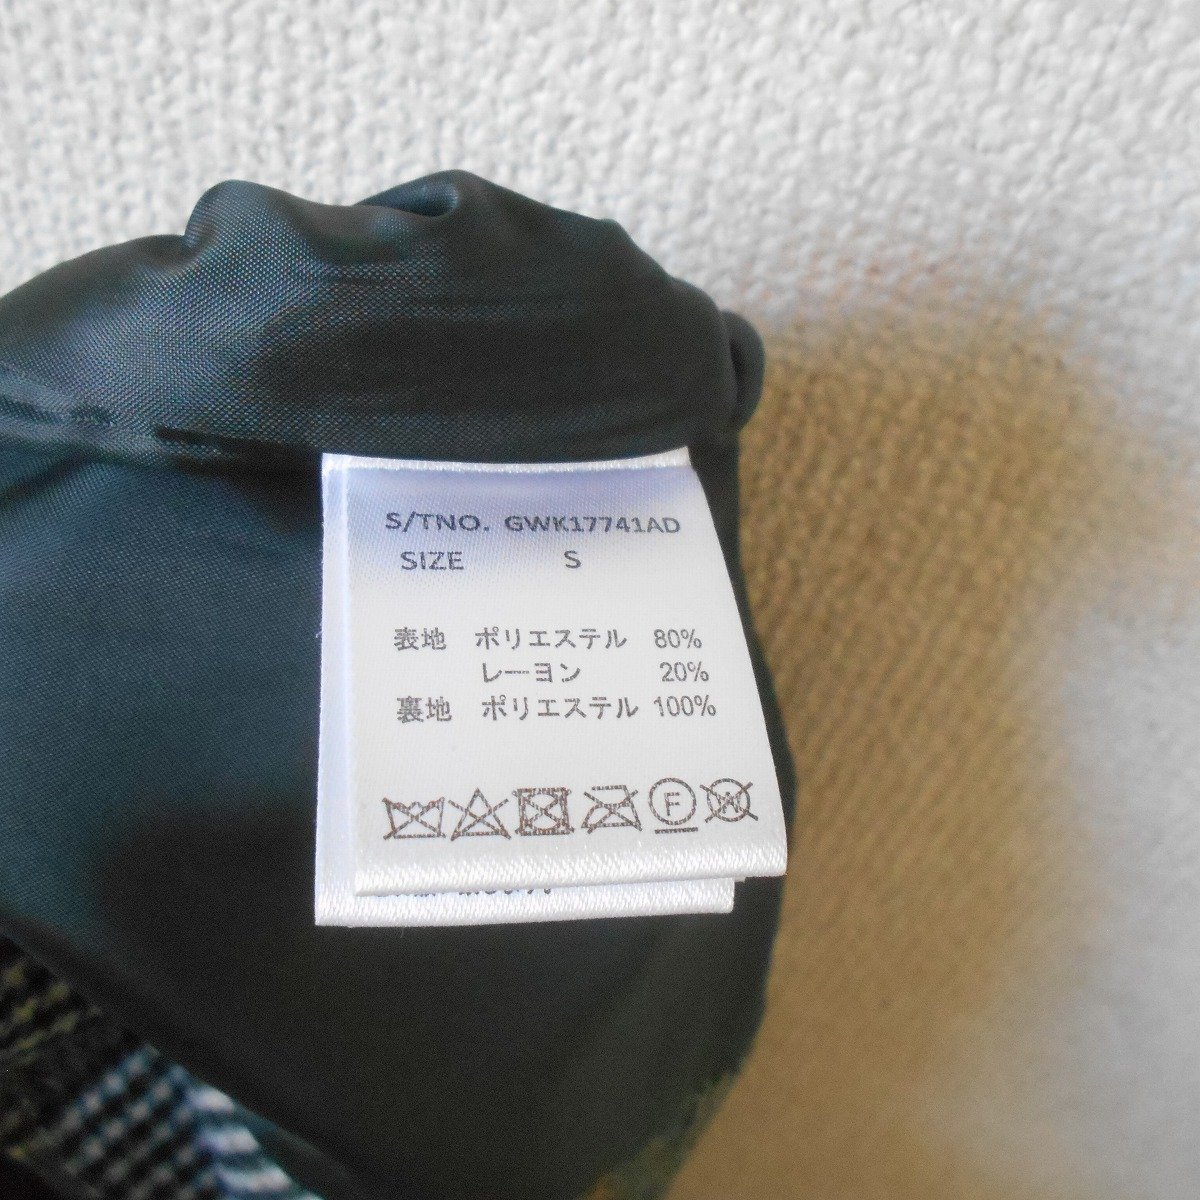 S/TNO. GWK17741AD
SIZE S
表地 ポリエステル 80%
レーヨン 20%
裏地 ポリエステル 100%
F W